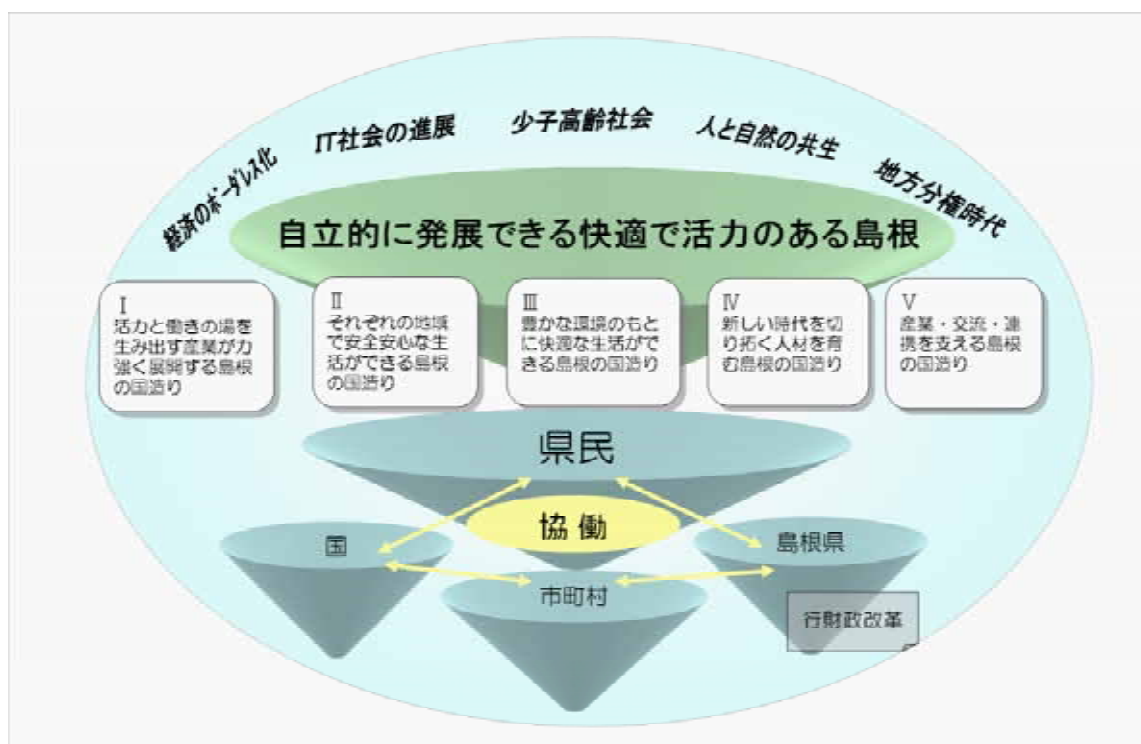 経済のボーダレス化
IT社会の進展
少子高齢社会
人と自然の共生
地方分権時代
自立的に発展できる快適で活力のある島根
Ⅰ
活力と働きの場を
生み出す産業が力
強く展開する島根
の国造り
Ⅱ
それぞれの地域
で安全安心な生
活ができる島根
の国造り
Ⅲ
豊かな環境のもと
に快適な生活がで
きる島根の国造り
Ⅳ
新しい時代を切
り拓く人材を育
む島根の国造り
Ⅴ
産業・交流・連
携を支える島根
の国造り
県民
協働
国
島根県
市町村
行財政改革